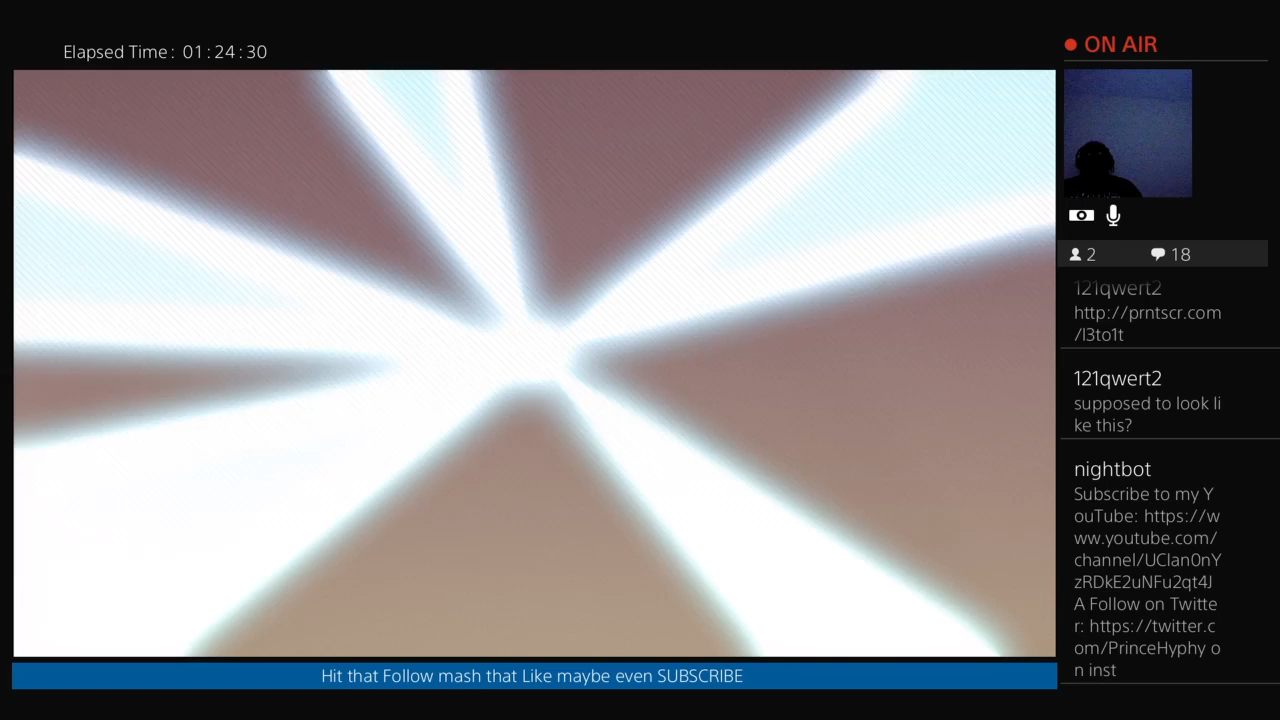 Elapsed Time: 01:24:30
ON AIR
2
18
121qwert2
http://prntscr.com
/l3to1t
121qwert2
supposed to look li
ke this?
nightbot
Subscribe to my Y
ouTube: https://w
ww.youtube.com/
channel/UCIan0nY
zRDkE2uNFu2qt4J
A Follow on Twitte
r: https://twitter.c
om/PrinceHyphy o
n inst
Hit that Follow mash that Like maybe even SUBSCRIBE